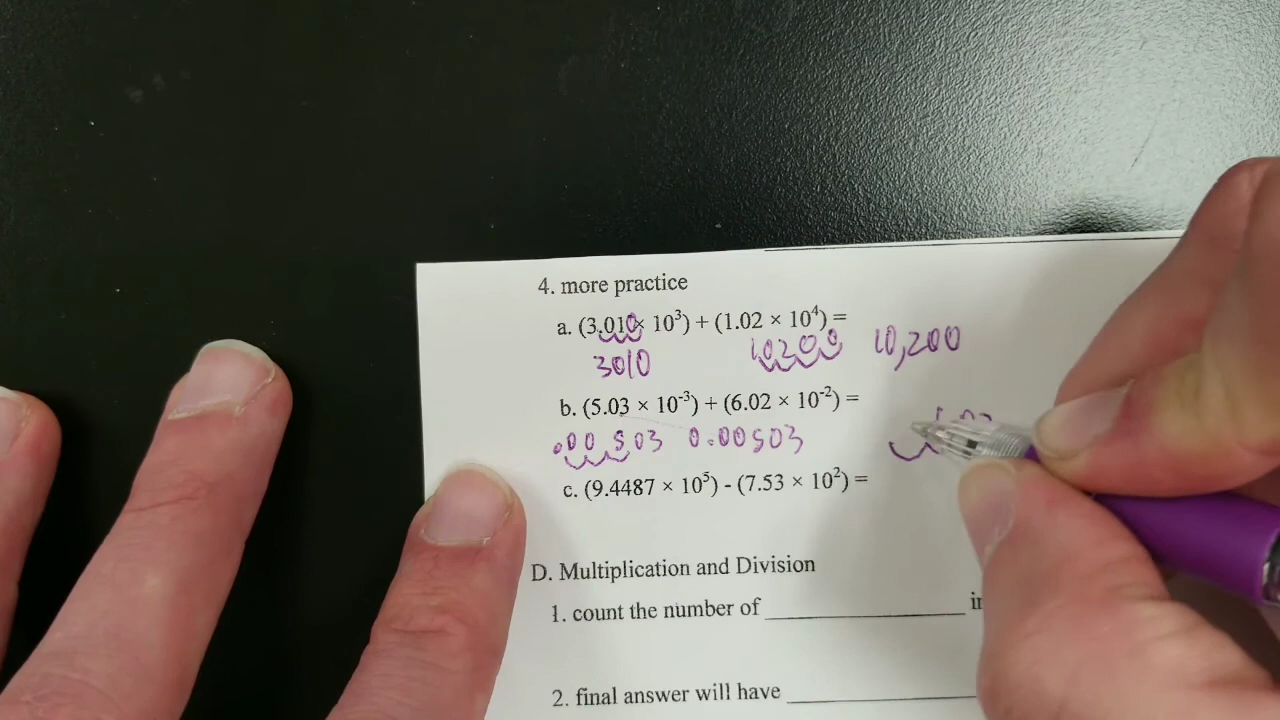 4. more practice
a. (3.010 × 10³) + (1.02 × 10⁴) =
3010 10200 10,200
b. (5.03 × 10⁻³) + (6.02 × 10⁻²) =
.00503 0.00503
c. (9.4487 × 10⁵) - (7.53 × 10²) =
D. Multiplication and Division
1. count the number of ____________
2. final answer will have ____________